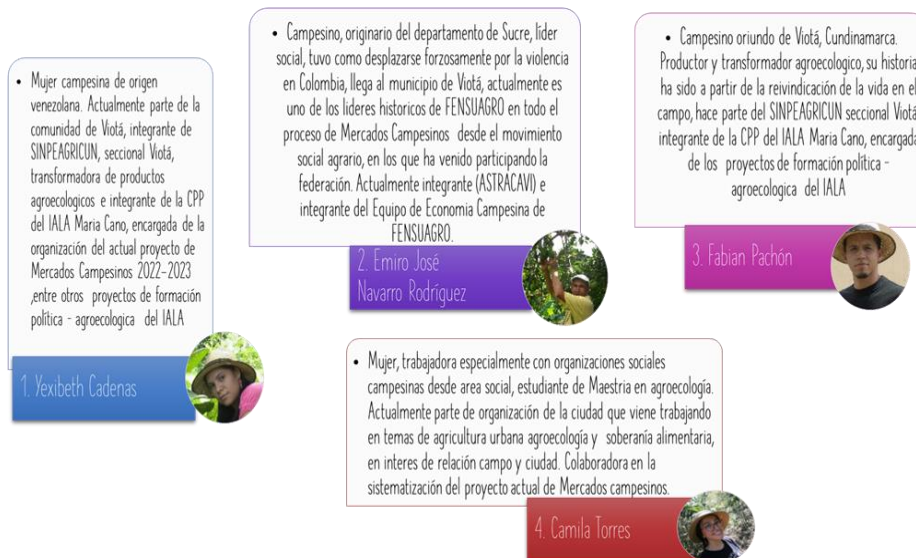 • Mujer campesina de origen
venezolana. Actualmente parte de la
comunidad de Viotá, integrante de
SINPEAGRICUN, seccional Viotá,
transformadora de productos
agroecologicos e integrante de la CPP
del IALA Maria Cano, encargada de la
organización del actual proyecto de
Mercados Campesinos 2022-2023
,entre otros proyectos de formación
política - agroecologica del IALA
1. Yexibeth Cadenas
• Campesino, originario del departamento de Sucre, líder
social, tuvo como desplazarse forzosamente por la violencia
en Colombia, llega al municipio de Viotá, actualmente es
uno de los lideres historicos de FENSUAGRO en todo el
proceso de Mercados Campesinos desde el movimiento
social agrario, en los que ha venido participando la
federación. Actualmente integrante (ASTRACAVI) e
integrante del Equipo de Economia Campesina de
FENSUAGRO.
2. Emiro José
Navarro Rodríguez
• Campesino oriundo de Viotá, Cundinamarca.
Productor y transformador agroecologico, su historia
ha sido a partir de la reivindicación de la vida en el
campo, hace parte del SINPEAGRICUN seccional Viotá,
integrante de la CPP del IALA Maria Cano, encargada
de los proyectos de formación política -
agroecologica del IALA
3. Fabian Pachón
• Mujer, trabajadora especialmente con organizaciones sociales
campesinas desde area social, estudiante de Maestria en agroecología.
Actualmente parte de organización de la ciudad que viene trabajando
en temas de agricultura urbana agroecología y soberanía alimentaria,
en interes de relación campo y ciudad. Colaboradora en la
sistematización del proyecto actual de Mercados campesinos.
4. Camila Torres